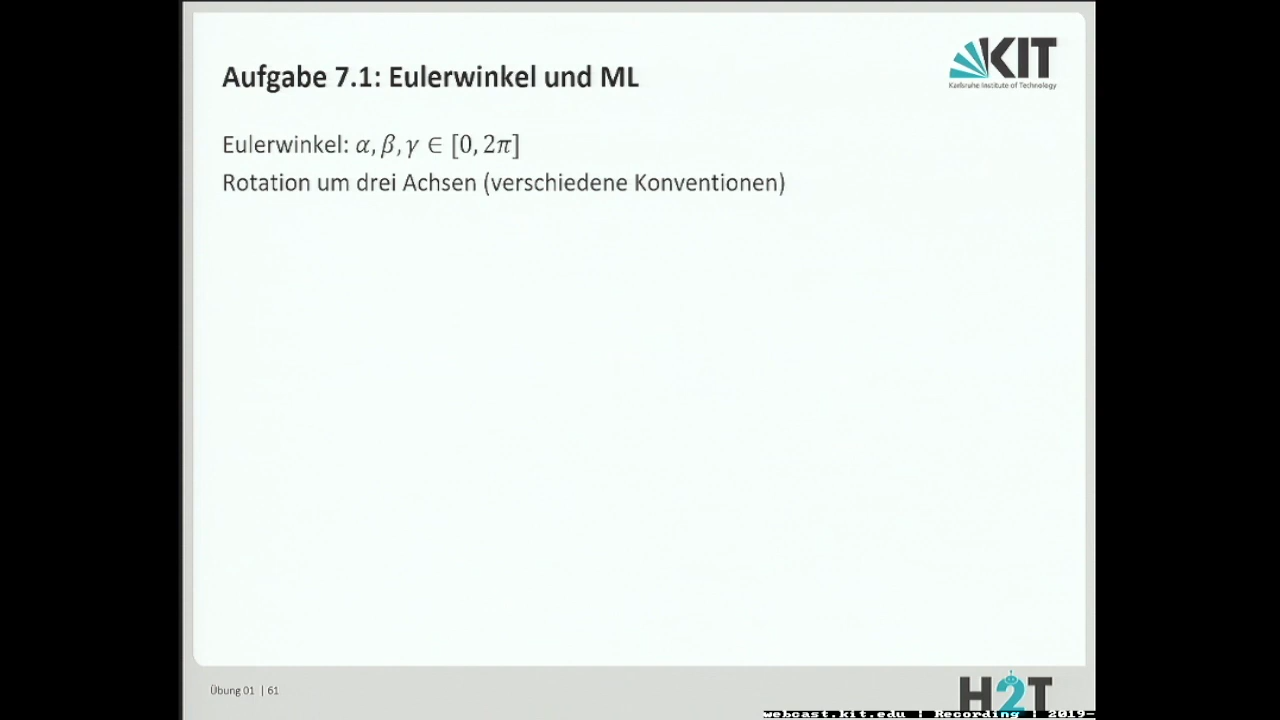 Aufgabe 7.1: Eulerwinkel und ML
KIT
Karlsruhe Institute of Technology
Eulerwinkel: α, β, γ ∈ [0, 2π]
Rotation um drei Achsen (verschiedene Konventionen)
Übung 01 | 61
H2T
webcast.kit.edu | Recording | 2019-